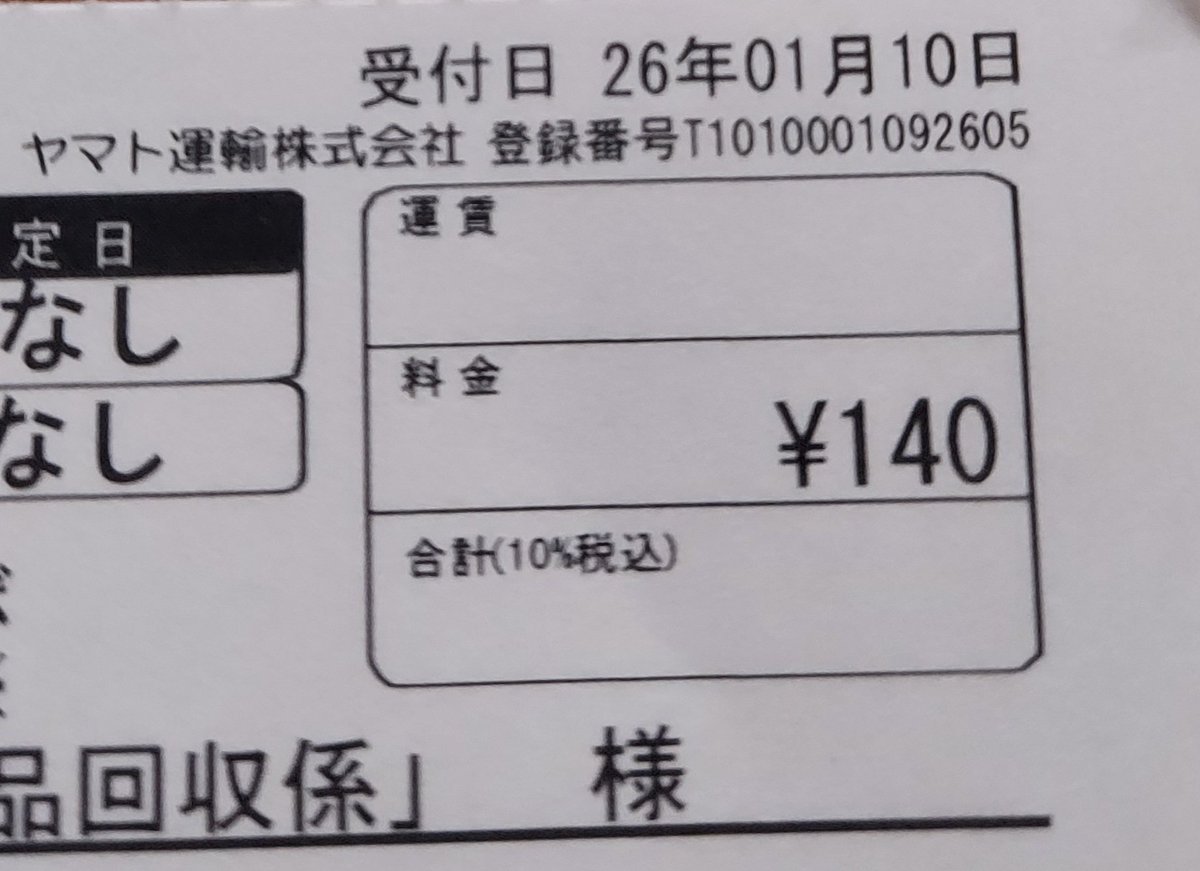 受付日 26年01月10日
ヤマト運輸株式会社 登録番号T1010001092605
定日
運賃
なし
料金
¥140
なし
合計(10%税込)
品回収係」 様